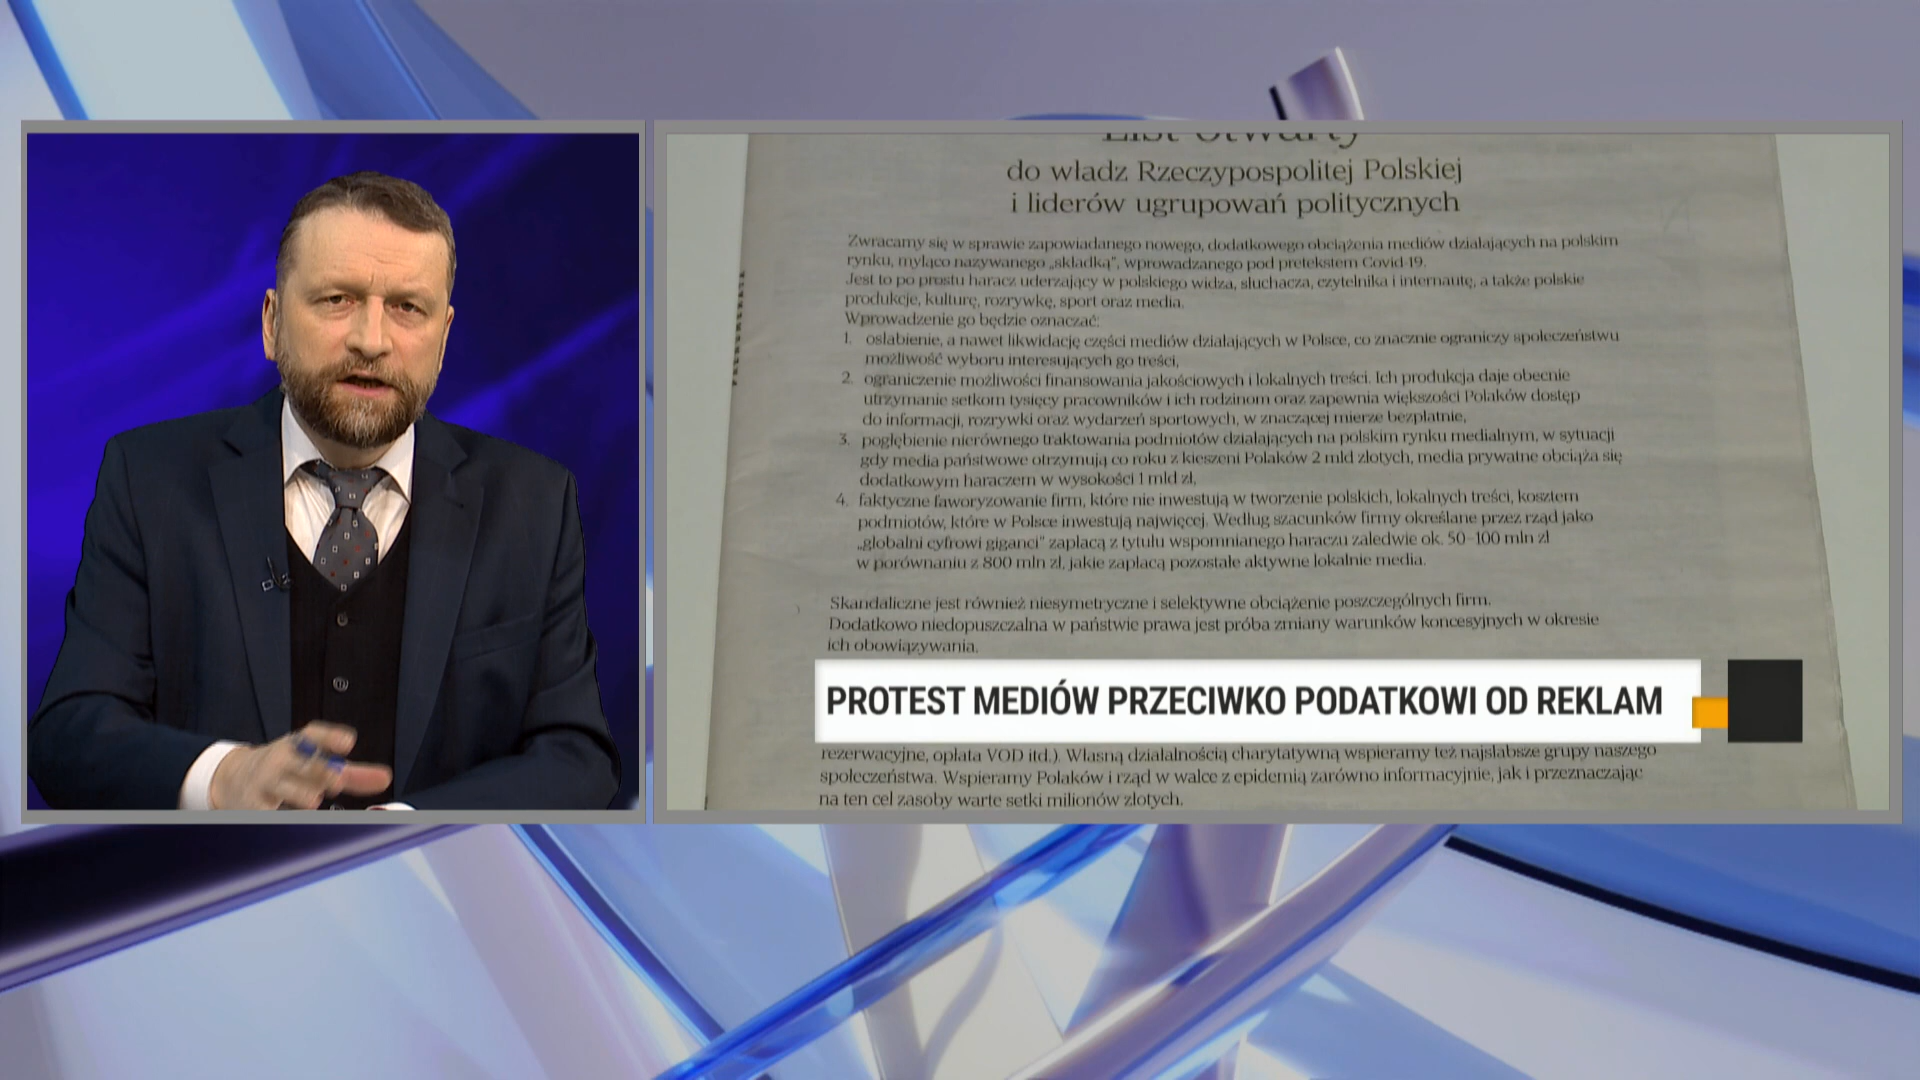 List otwarty
do władz Rzeczypospolitej Polskiej
i liderów ugrupowań politycznych
Zwracamy się w sprawie zapowiadanego nowego, dodatkowego obciążenia mediów działających na polskim
rynku, myląco nazywanego „składką”, wprowadzanego pod pretekstem Covid-19.
Jest to po prostu haracz uderzający w polskiego widza, słuchacza, czytelnika i internautę, a także polskie
produkcje, kulturę, rozrywkę, sport oraz media.
Wprowadzenie go będzie oznaczać:
1. osłabienie, a nawet likwidację części mediów działających w Polsce, co znacznie ograniczy społeczeństwu
możliwość wyboru interesujących go treści,
2. ograniczenie możliwości finansowania jakościowych i lokalnych treści. Ich produkcja daje obecnie
utrzymanie setkom tysięcy pracowników i ich rodzinom oraz zapewnia większości Polaków dostęp
do informacji, rozrywki oraz wydarzeń sportowych, w znaczącej mierze bezpłatnie,
3. pogłębienie nierównego traktowania podmiotów działających na polskim rynku medialnym, w sytuacji
gdy media państwowe otrzymują co roku z kieszeni Polaków 2 mld złotych, media prywatne obciąża się
dodatkowym haraczem w wysokości 1 mld zł,
4. faktyczne faworyzowanie firm, które nie inwestują w tworzenie polskich, lokalnych treści, kosztem
podmiotów, które w Polsce inwestują najwięcej. Według szacunków firmy określane przez rząd jako
„globalni cyfrowi giganci” zapłacą z tytułu wspomnianego haraczu zaledwie ok. 50-100 mln zł
w porównaniu z 800 mln zł, jakie zapłacą pozostałe aktywne lokalnie media.
Skandaliczne jest również niesymetryczne i selektywne obciążenie poszczególnych firm.
Dodatkowo niedopuszczalna w państwie prawa jest próba zmiany warunków koncesyjnych w okresie
ich obowiązywania.
PROTEST MEDIÓW PRZECIWKO PODATKOWI OD REKLAM
rezerwacyjne, opłata VOD itd.). Własną działalnością charytatywną wspieramy też najsłabsze grupy naszego
społeczeństwa. Wspieramy Polaków i rząd w walce z epidemią zarówno informacyjnie, jak i przeznaczając
na ten cel zasoby warte setki milionów złotych.